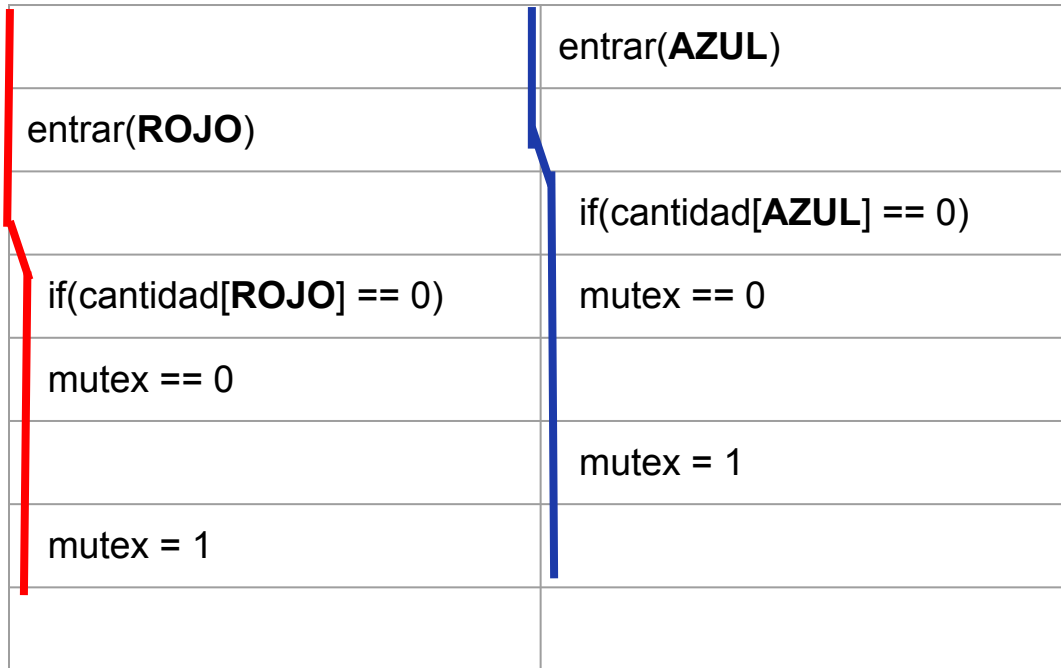 entrar(AZUL)
entrar(ROJO)
if(cantidad[AZUL] == 0)
if(cantidad[ROJO] == 0)
mutex == 0
mutex == 0
mutex = 1
mutex = 1